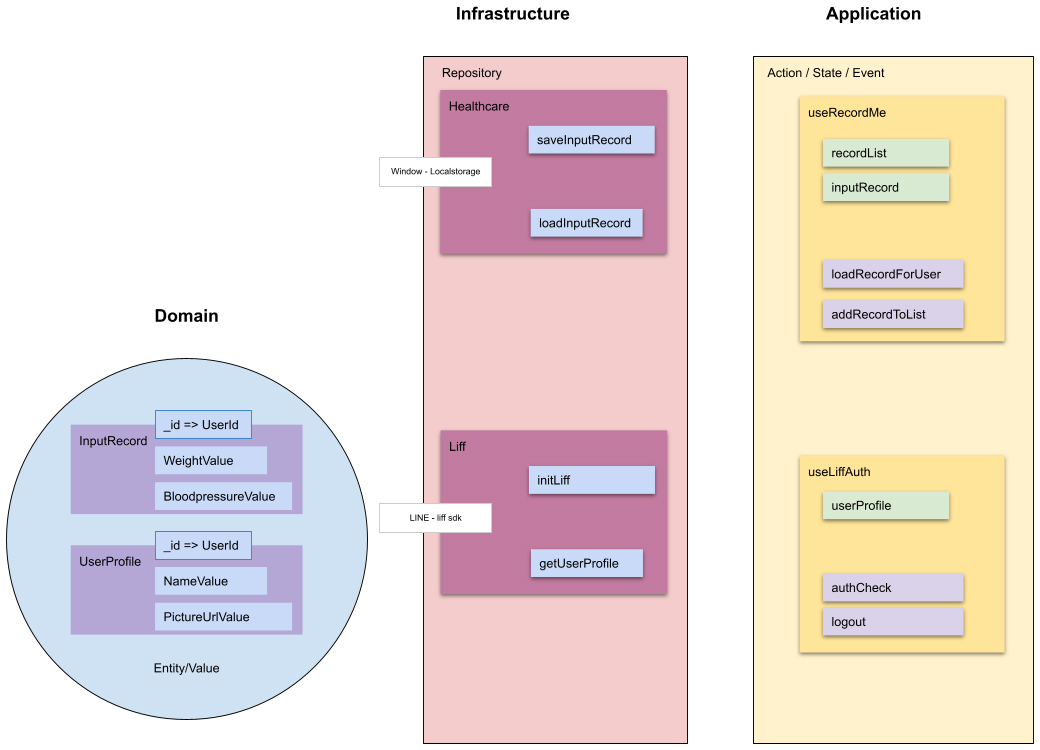 Infrastructure
Application
Repository
Healthcare
saveInputRecord
Window - Localstorage
loadInputRecord
Action / State / Event
useRecordMe
recordList
inputRecord
loadRecordForUser
addRecordToList
Domain
InputRecord
_id => UserId
WeightValue
BloodpressureValue
UserProfile
_id => UserId
NameValue
PictureUrlValue
Entity/Value
Liff
initLiff
LINE - liff sdk
getUserProfile
useLiffAuth
userProfile
authCheck
logout